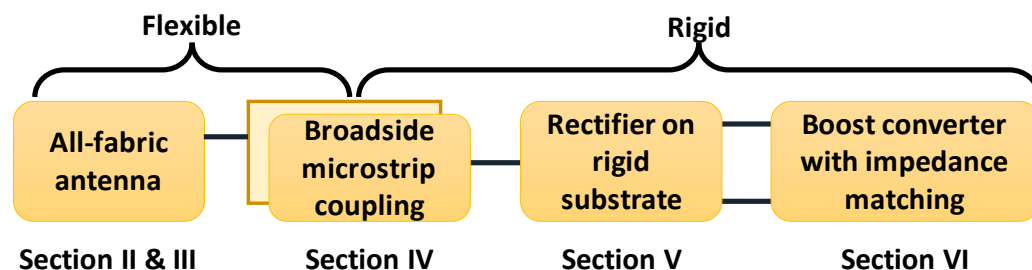 Flexible
Rigid
All-fabric
antenna
Broadside
microstrip
coupling
Rectifier on
rigid
substrate
Boost converter
with impedance
matching
Section II & III
Section IV
Section V
Section VI